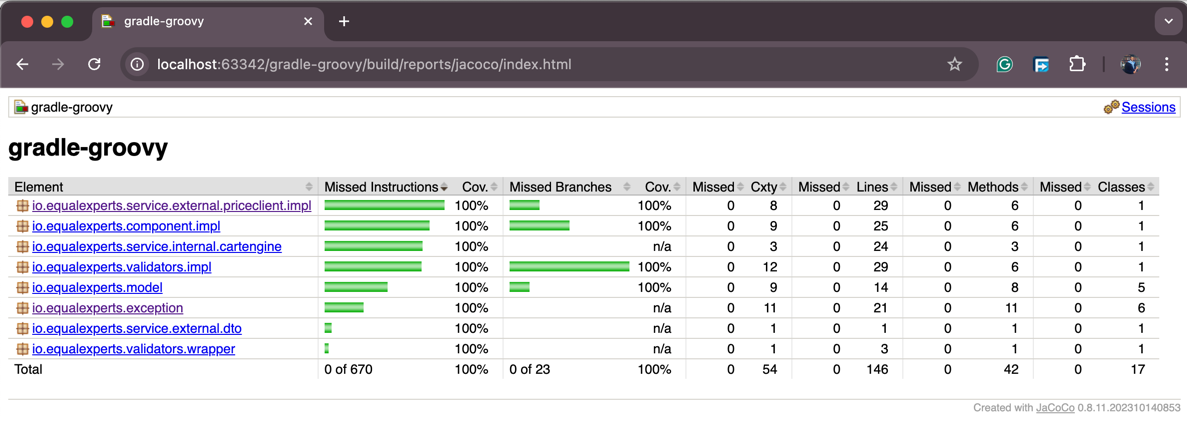 gradle-groovy
localhost:63342/gradle-groovy/build/reports/jacoco/index.html
gradle-groovy Sessions
gradle-groovy
Element Missed Instructions Cov. Missed Branches Cov. Missed Cxty Missed Lines Missed Methods Missed Classes
io.equalexperts.service.external.priceclient.impl 100% 100% 0 8 0 29 0 6 0 1
io.equalexperts.component.impl 100% 100% 0 9 0 25 0 6 0 1
io.equalexperts.service.internal.cartengine 100% n/a 0 3 0 24 0 3 0 1
io.equalexperts.validators.impl 100% 100% 0 12 0 29 0 6 0 1
io.equalexperts.model 100% 100% 0 9 0 14 0 8 0 5
io.equalexperts.exception 100% n/a 0 11 0 21 0 11 0 6
io.equalexperts.service.external.dto 100% n/a 0 1 0 1 0 1 0 1
io.equalexperts.validators.wrapper 100% n/a 0 1 0 3 0 1 0 1
Total 0 of 670 100% 0 of 23 100% 0 54 0 146 0 42 0 17
Created with JaCoCo 0.8.11.202310140853